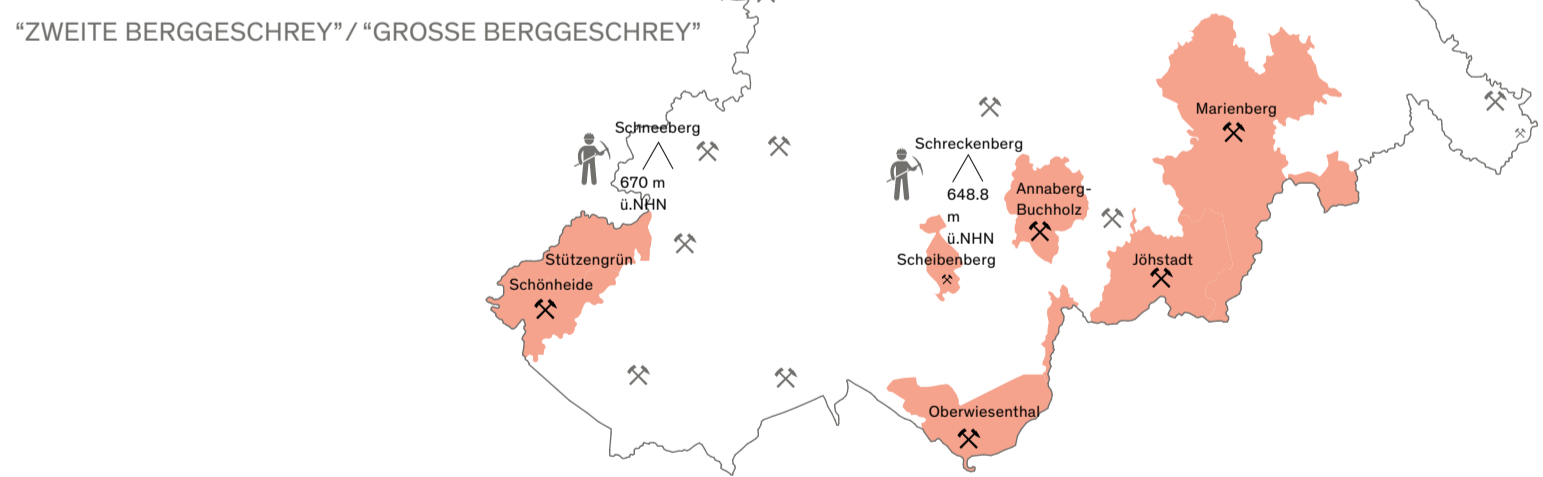 “ZWEITE BERGGESCHREY” / “GROSSE BERGGESCHREY”
Marienberg
Schneeberg
670 m
ü.NHN
Schreckenberg
648.8
m
ü.NHN
Annaberg-
Buchholz
Stützengrün
Schönheide
Scheibenberg
Jöhstadt
Oberwiesenthal